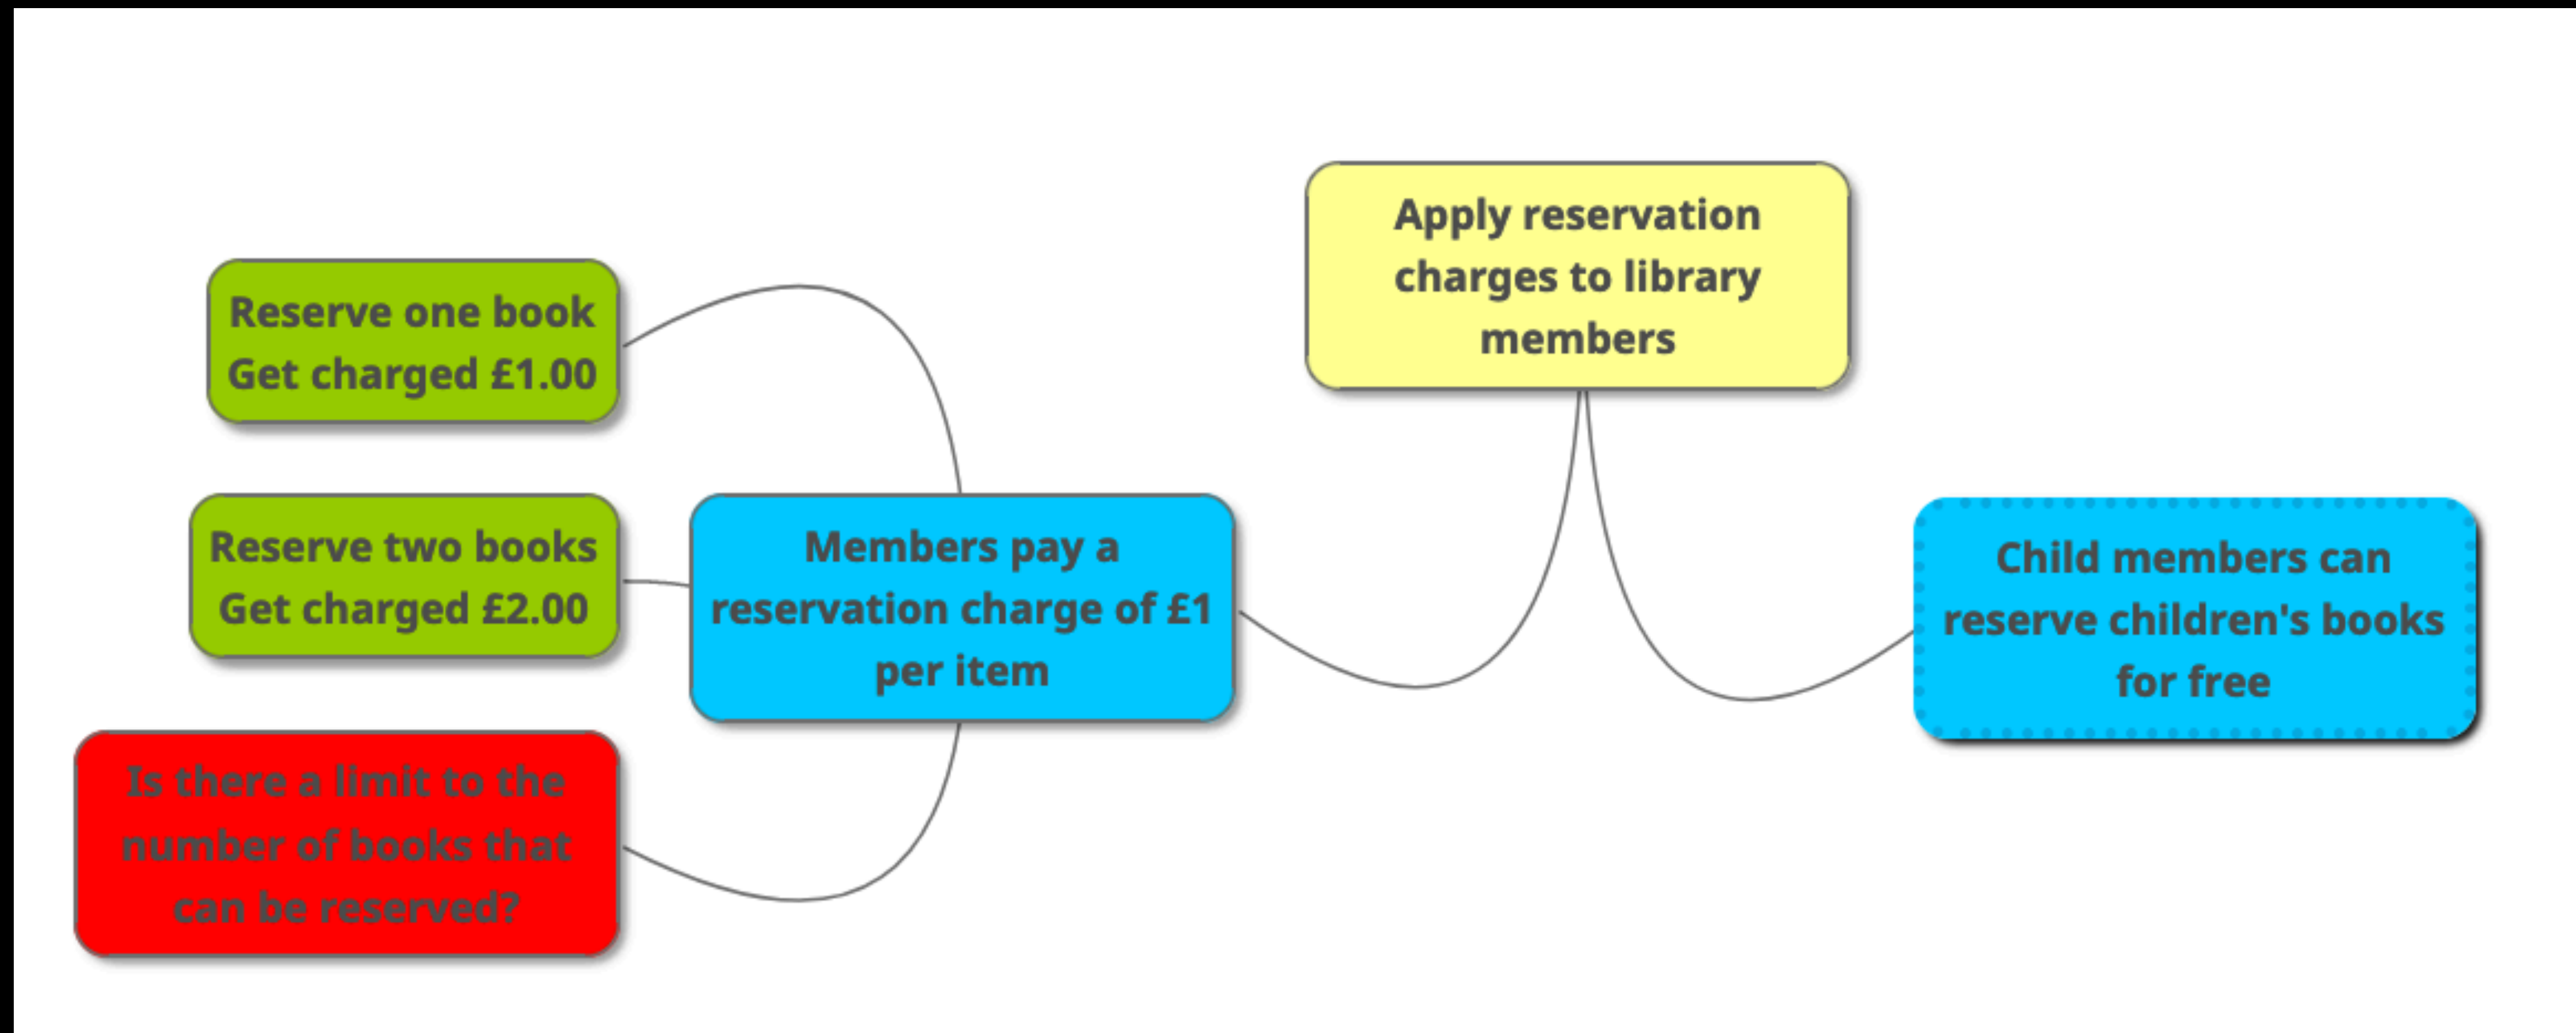 Apply reservation
charges to library
members
Reserve one book
Get charged £1.00
Reserve two books
Get charged £2.00
Members pay a
reservation charge of £1
per item
Child members can
reserve children's books
for free
Is there a limit to the
number of books that
can be reserved?